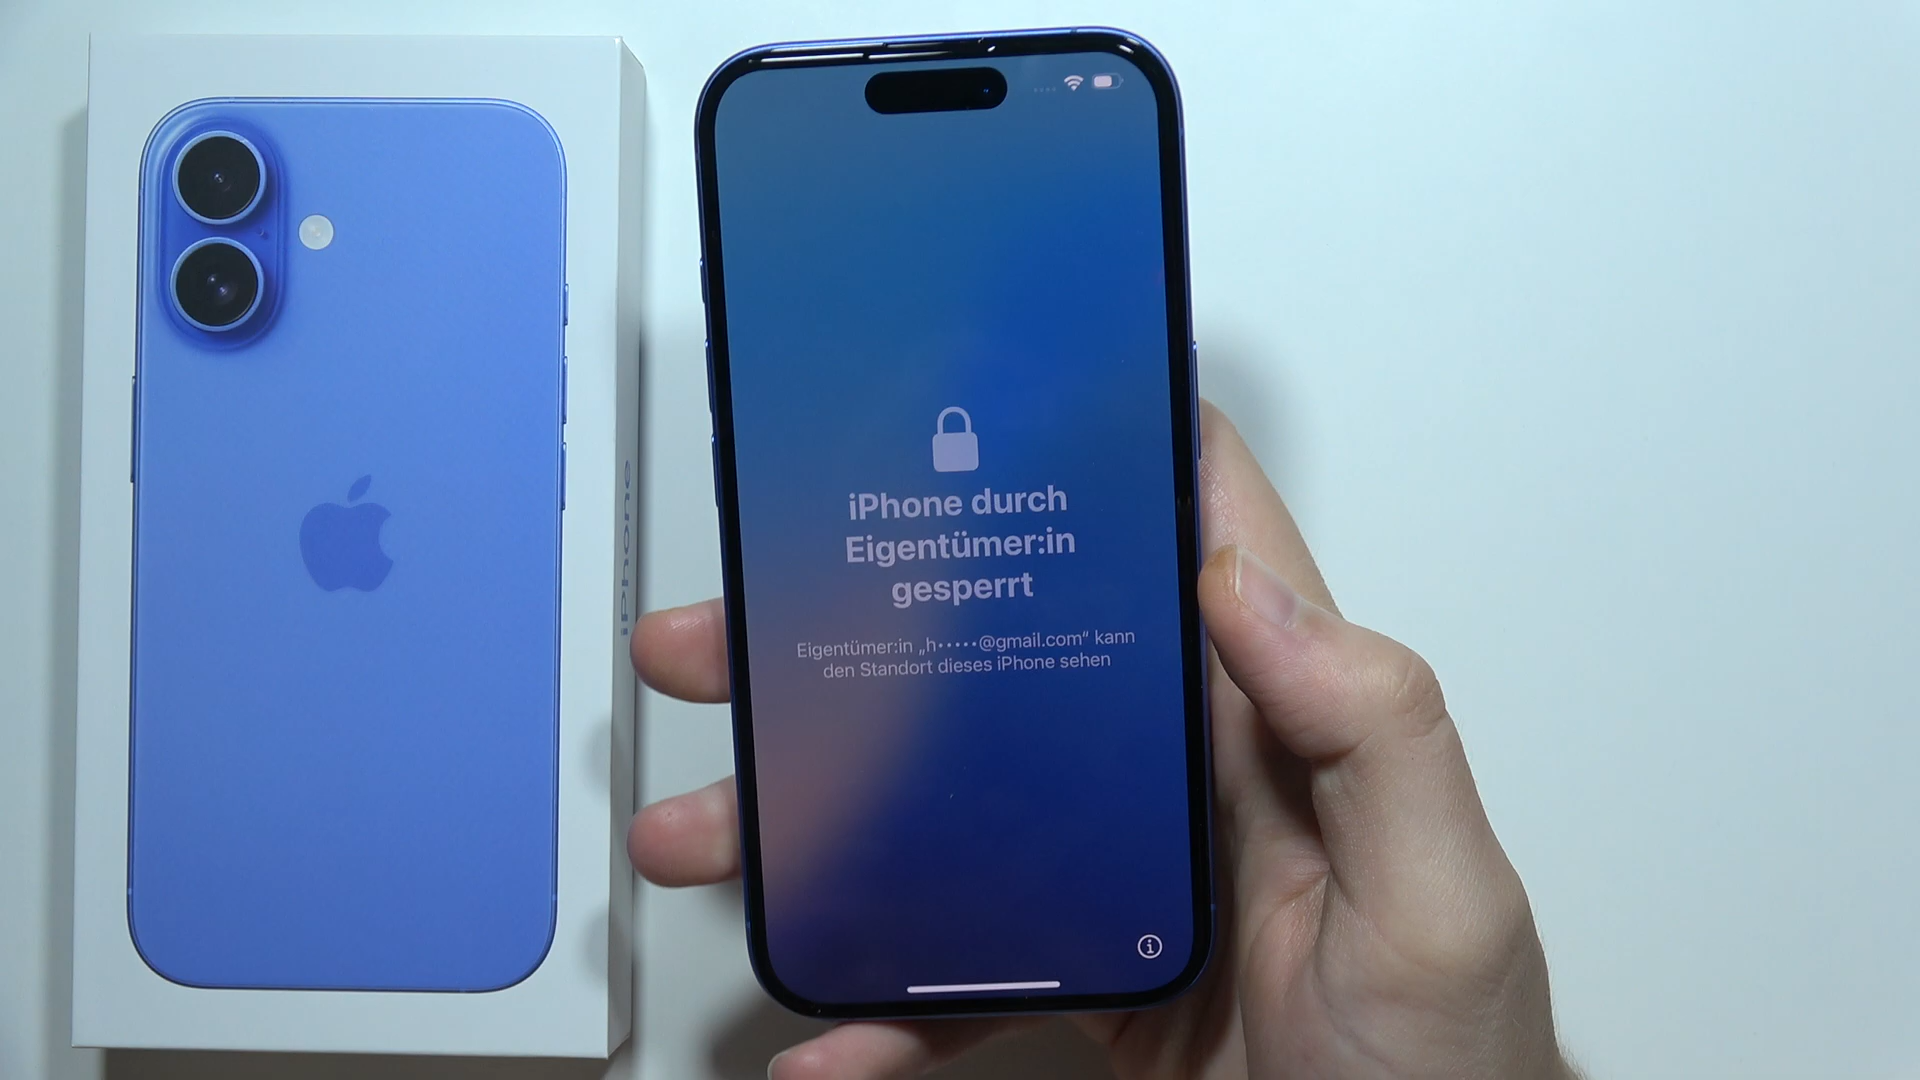 iPhone
iPhone durch
Eigentümer:in
gesperrt
Eigentümer:in „h•••••@gmail.com“ kann
den Standort dieses iPhone sehen